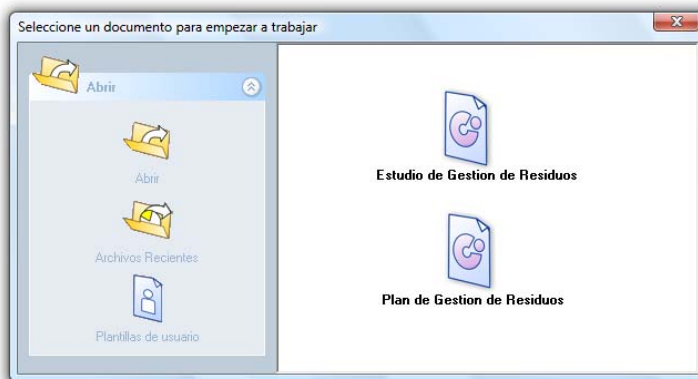 Seleccione un documento para empezar a trabajar
Abrir
Abrir
Archivos Recientes
Plantillas de usuario
Estudio de Gestion de Residuos
Plan de Gestion de Residuos